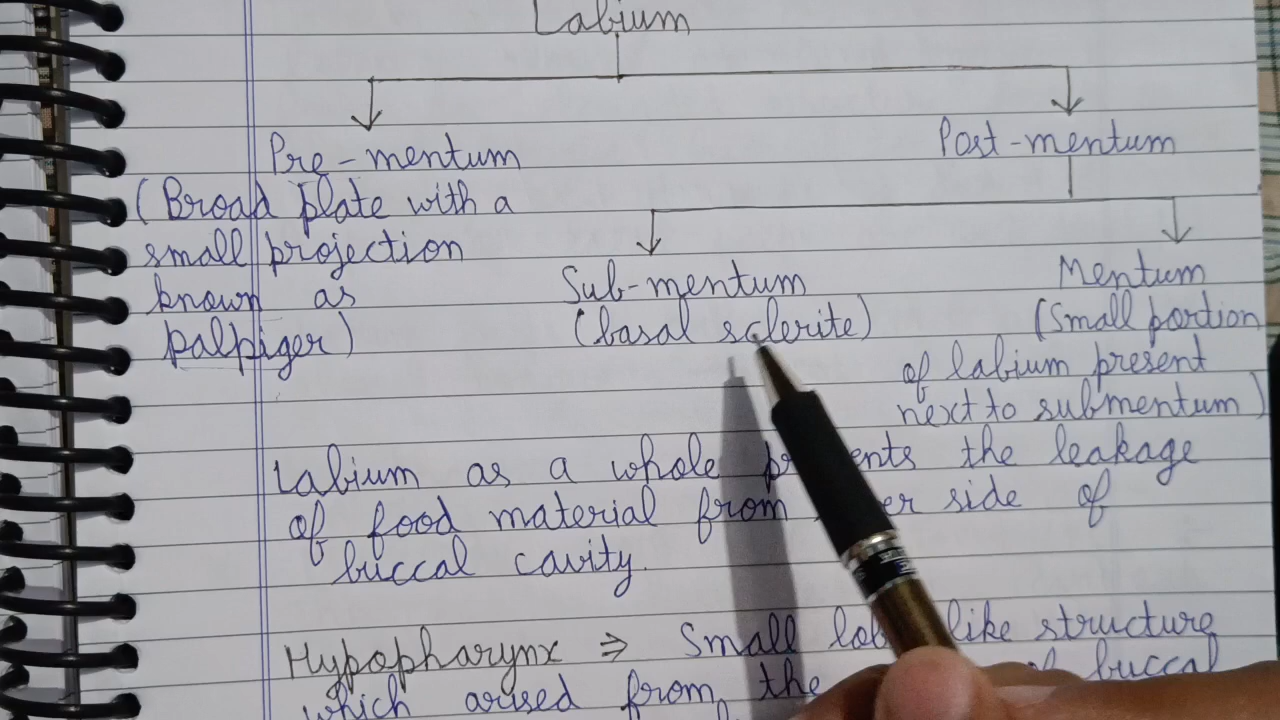 Labium
Pre-mentum
Post-mentum
(Broad plate with a
small projection
known as
palpiger)
Sub-mentum
(basal sclerite)
Mentum
(Small portion
of labium present
next to submentum)
Labium as a whole the leakage
of food material from side of
buccal cavity.
Hypopharynx ⇒ Small like structure
which arised from the buccal